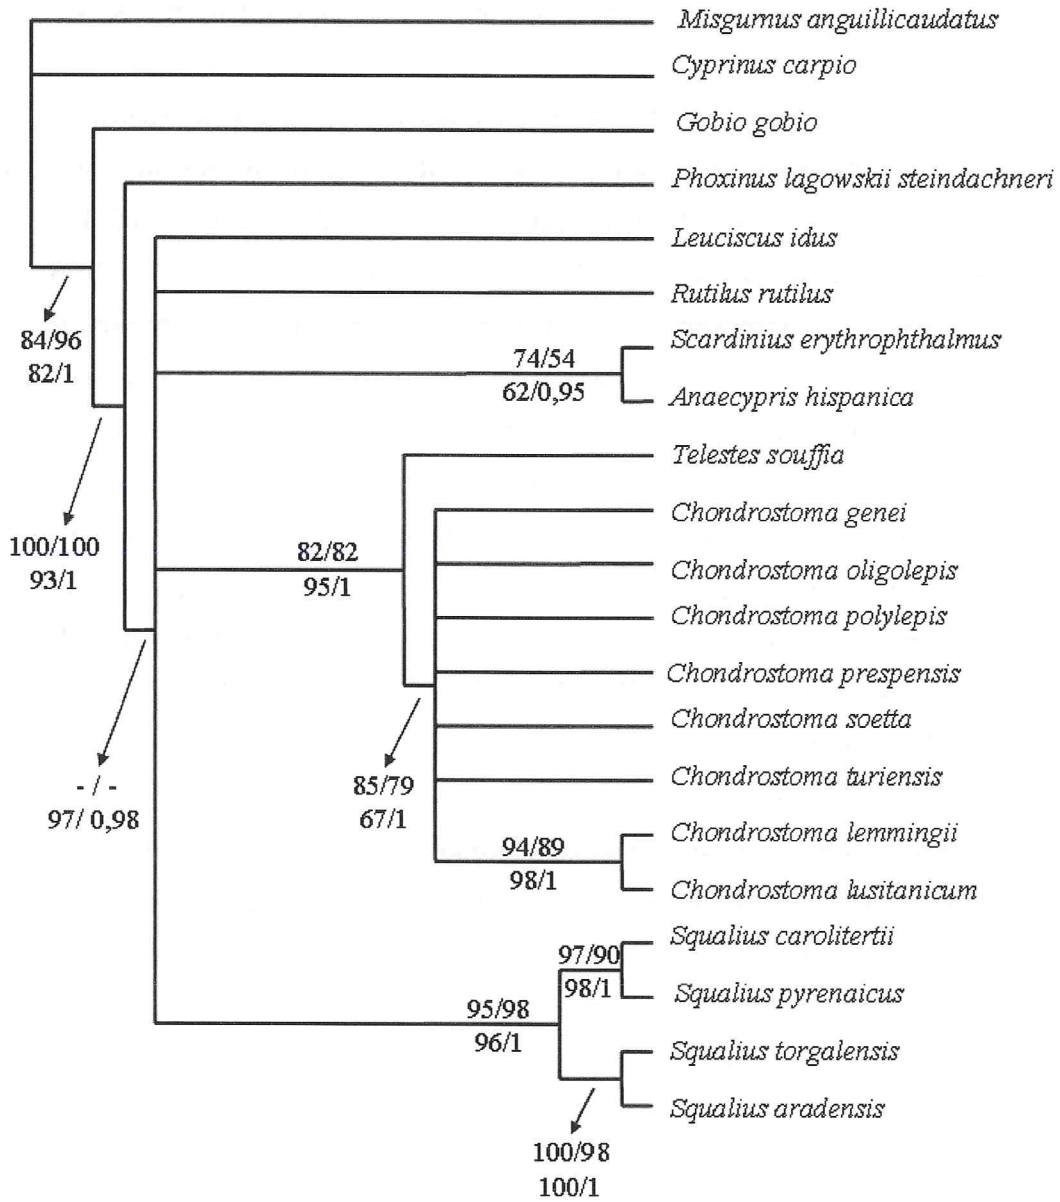 Misgurnus anguillicaudatus
Cyprinus carpio
Gobio gobio
Phoxinus lagowskii steindachneri
Leuciscus idus
Rutilus rutilus
84/96
82/1
Scardinius erythrophthalmus
74/54
62/0,95
Anaecypris hispanica
Telestes souffia
Chondrostoma genei
100/100
93/1
82/82
95/1
Chondrostoma oligolepis
Chondrostoma polylepis
Chondrostoma prespensis
Chondrostoma soetta
Chondrostoma turiensis
- / -
97/ 0,98
85/79
67/1
Chondrostoma lemmingii
94/89
98/1
Chondrostoma lusitanicum
Squalius carolitertii
97/90
98/1
Squalius pyrenaicus
95/98
96/1
Squalius torgalensis
Squalius aradensis
100/98
100/1